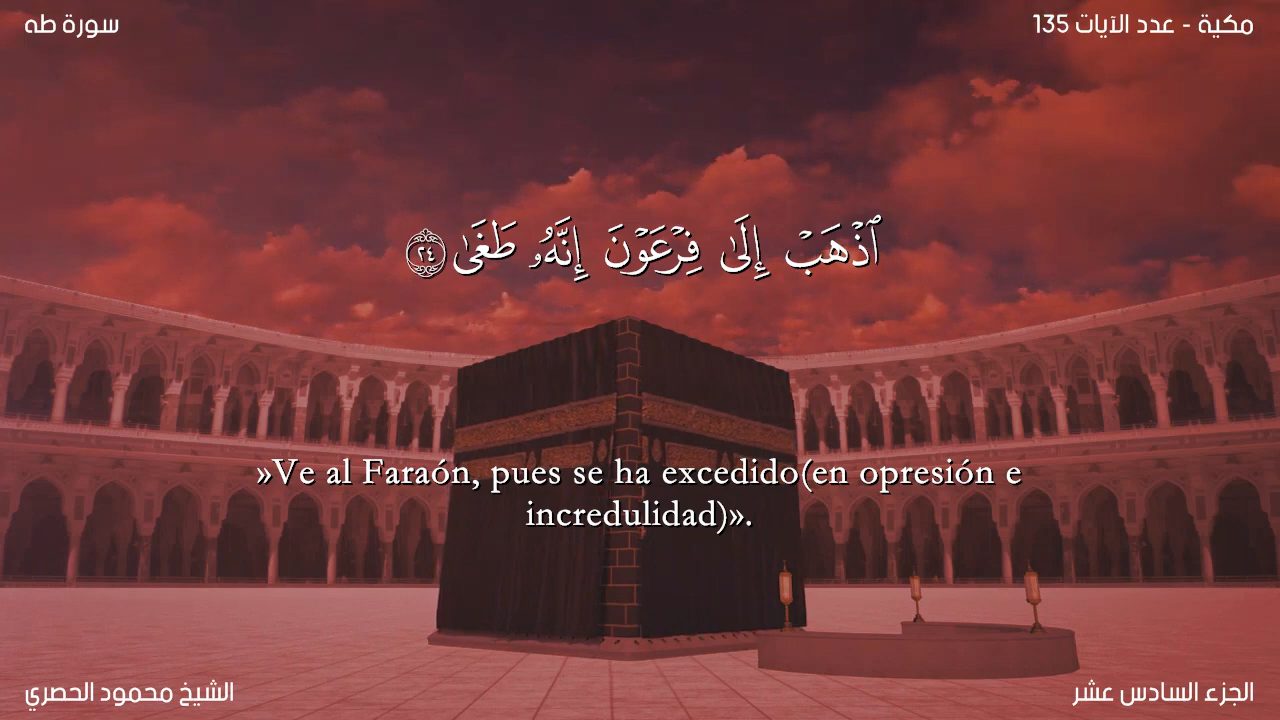 سورة طه
مكية - عدد الآيات 135
ٱذۡهَبۡ إِلَىٰ فِرۡعَوۡنَ إِنَّهُۥ طَغَىٰ ٢٤
»Ve al Faraón, pues se ha excedido(en opresión e
incredulidad)».
الشيخ محمود الحصري
الجزء السادس عشر